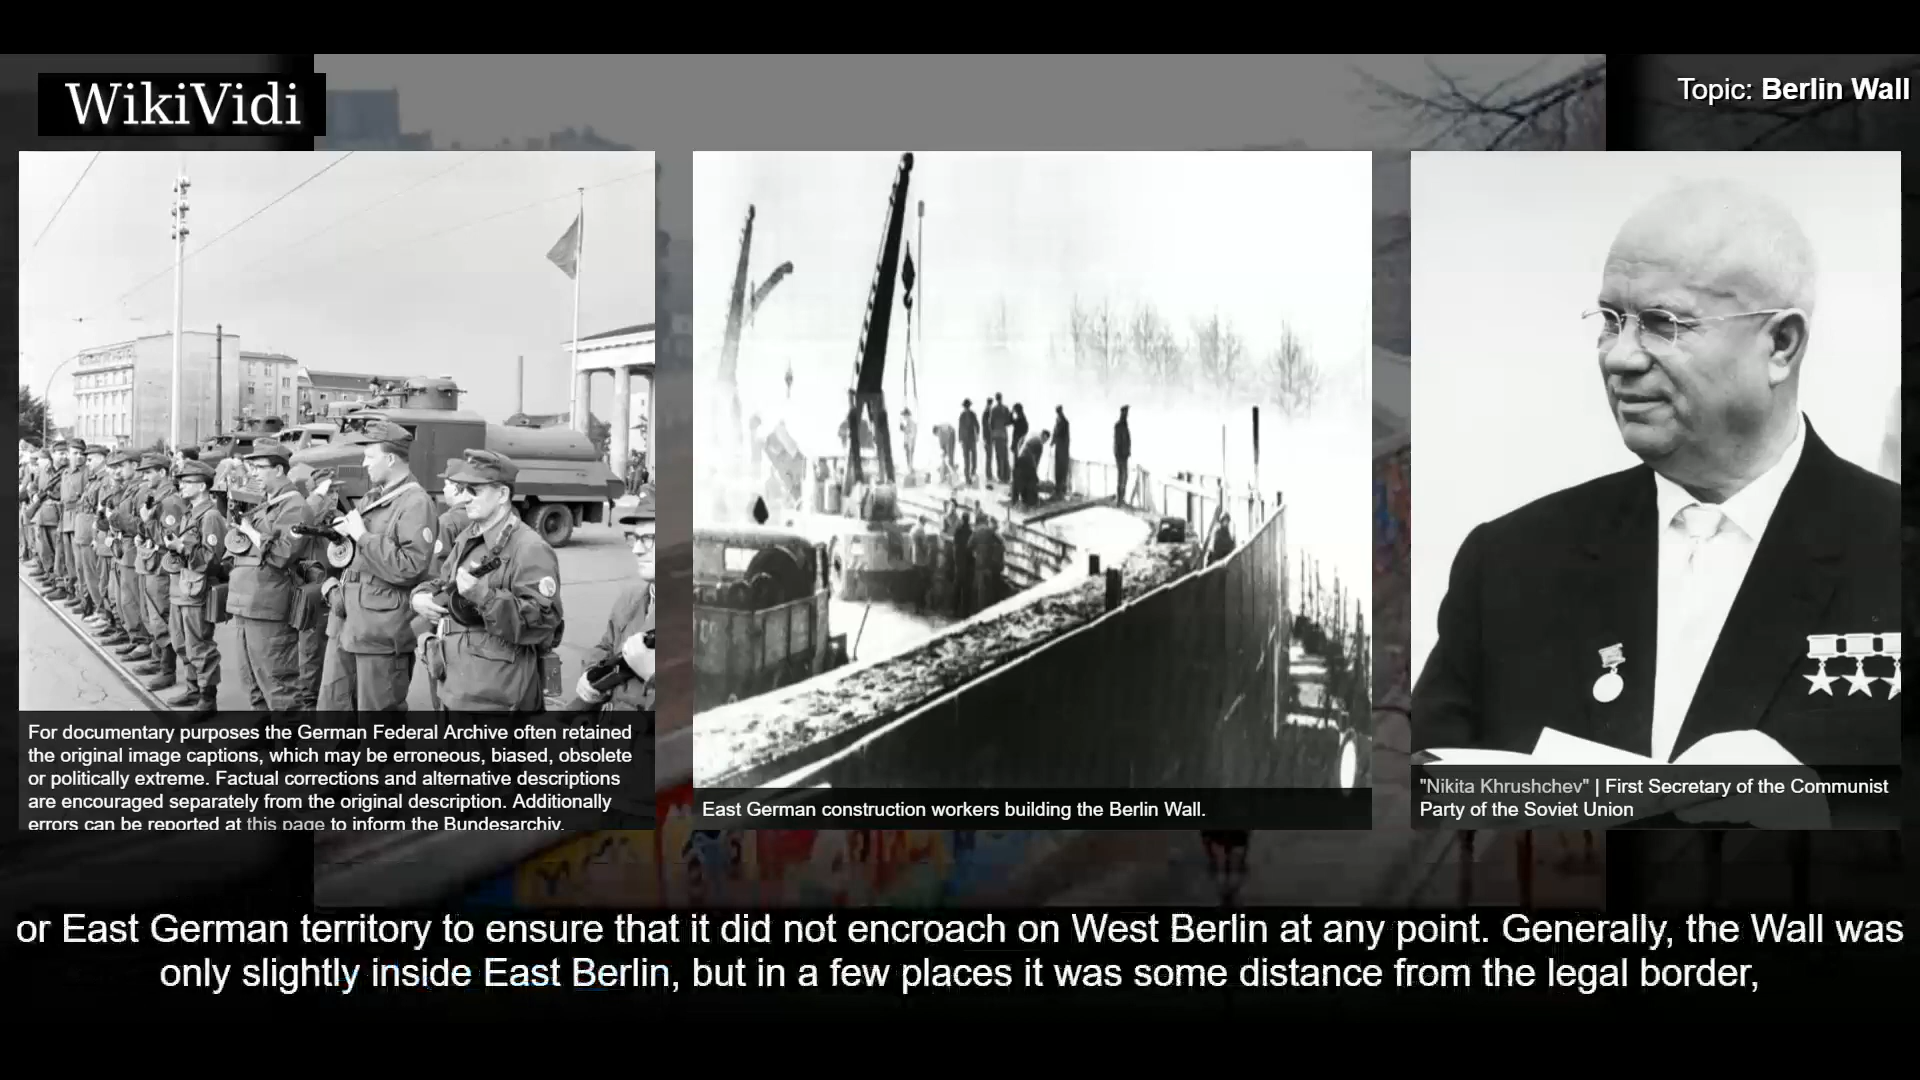 WikiVidi
Topic: Berlin Wall
For documentary purposes the German Federal Archive often retained
the original image captions, which may be erroneous, biased, obsolete
or politically extreme. Factual corrections and alternative descriptions
are encouraged separately from the original description. Additionally
errors can be reported at this page to inform the Bundesarchiv.
East German construction workers building the Berlin Wall.
"Nikita Khrushchev" | First Secretary of the Communist
Party of the Soviet Union
or East German territory to ensure that it did not encroach on West Berlin at any point. Generally, the Wall was
only slightly inside East Berlin, but in a few places it was some distance from the legal border,